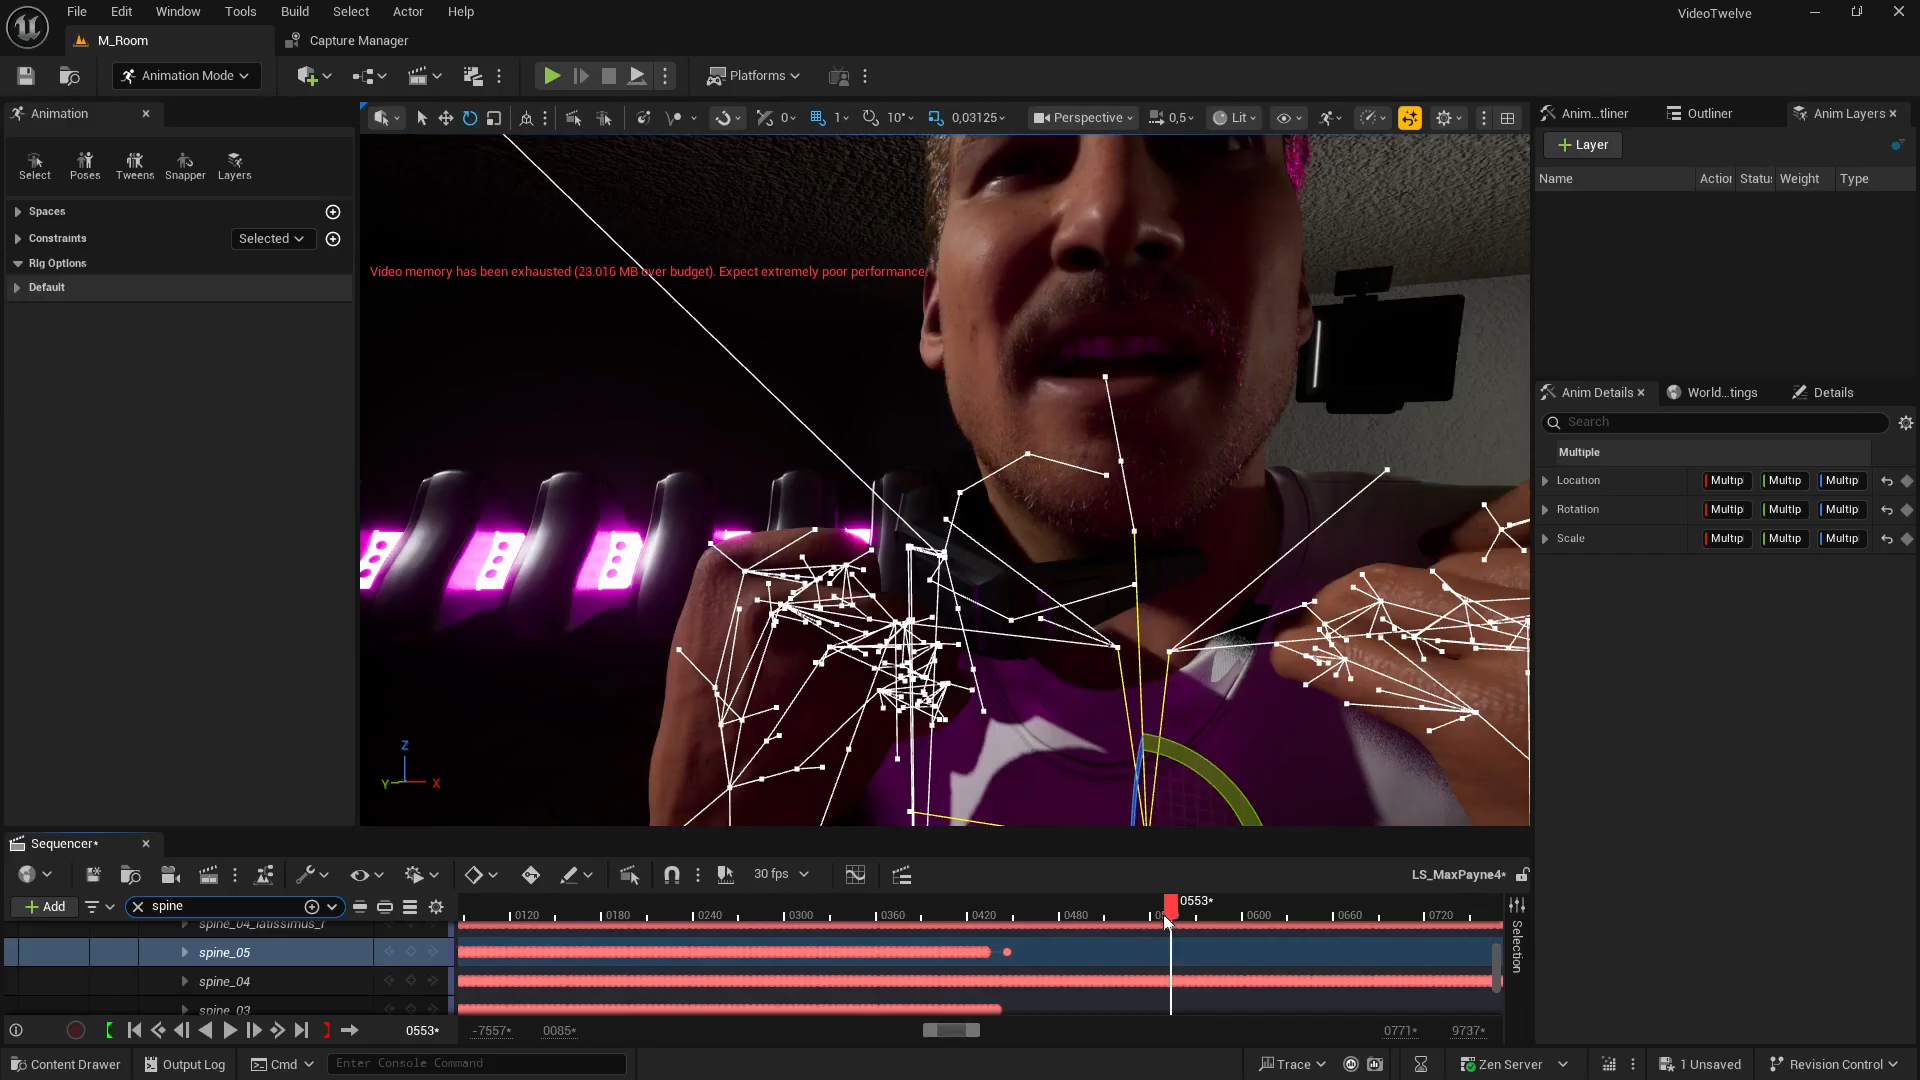 File Edit Window Tools Build Select Actor Help
VideoTwelve
M_Room
Capture Manager
Animation Mode
Platforms
Animation
0 1 10° 0,03125 Perspective 0,5 Lit
Anim...tliner Outliner Anim Layers
Select Poses Tweens Snapper Layers
Layer
Name Action Status Weight Type
Spaces
Constraints Selected
Rig Options
Default
Video memory has been exhausted (23.016 MB over budget). Expect extremely poor performance.
Anim Details World...tings Details
Search
Multiple
Location Multip Multip Multip
Rotation Multip Multip Multip
Scale Multip Multip Multip
Z
Y X
Sequencer*
30 fps
LS_MaxPayne4*
Add spine
0553*
0120 0180 0240 0300 0360 0420 0480 0600 0660 0720
spine_04_latissimus_r
spine_05
spine_04
spine_03
Selection
0553* -7557* 0085* 0771* 9737*
Content Drawer Output Log Cmd Enter Console Command Trace Zen Server 1 Unsaved Revision Control